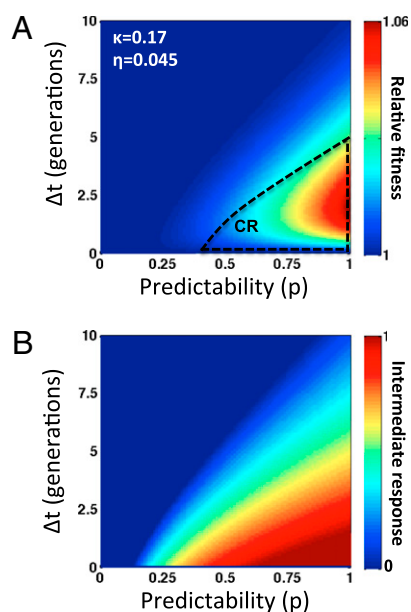 A
κ=0.17
η=0.045
Δt (generations)
10
7.5
5
2.5
0
CR
0.25
0.5
0.75
1
Predictability (p)
1.06
Relative fitness
1
B
Δt (generations)
10
7.5
5
2.5
0
0.25
0.5
0.75
1
Predictability (p)
1
Intermediate response
0